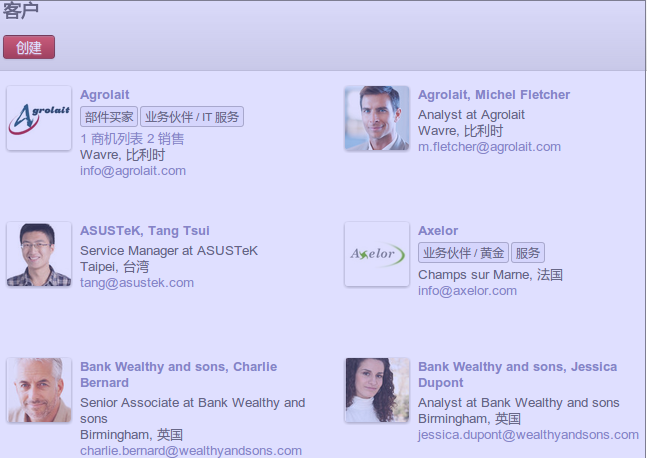 客户
创建
Agrolait
Agrolait
部件买家 业务伙伴 / IT 服务
1 商机列表 2 销售
Wavre, 比利时
info@agrolait.com
Agrolait, Michel Fletcher
Analyst at Agrolait
Wavre, 比利时
m.fletcher@agrolait.com
ASUSTeK, Tang Tsui
Service Manager at ASUSTeK
Taipei, 台湾
tang@asustek.com
Axelor
Axelor
业务伙伴 / 黄金 服务
Champs sur Marne, 法国
info@axelor.com
Bank Wealthy and sons, Charlie
Bernard
Senior Associate at Bank Wealthy and
sons
Birmingham, 英国
charlie.bernard@wealthyandsons.com
Bank Wealthy and sons, Jessica
Dupont
Analyst at Bank Wealthy and sons
Birmingham, 英国
jessica.dupont@wealthyandsons.com